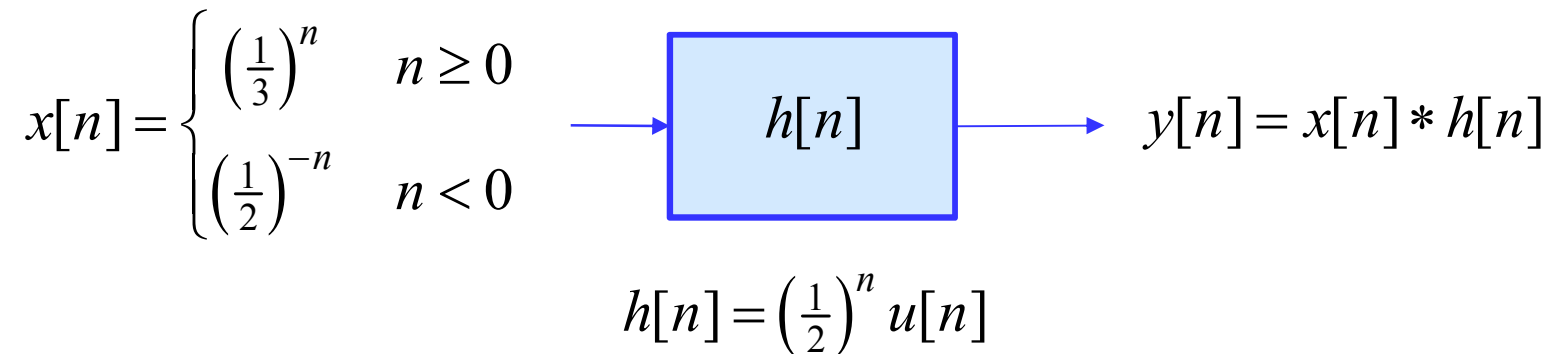 x[n] = { (1/3)^n   n ≥ 0
(1/2)^{-n}   n < 0
h[n]
y[n] = x[n] * h[n]
h[n] = (1/2)^n u[n]